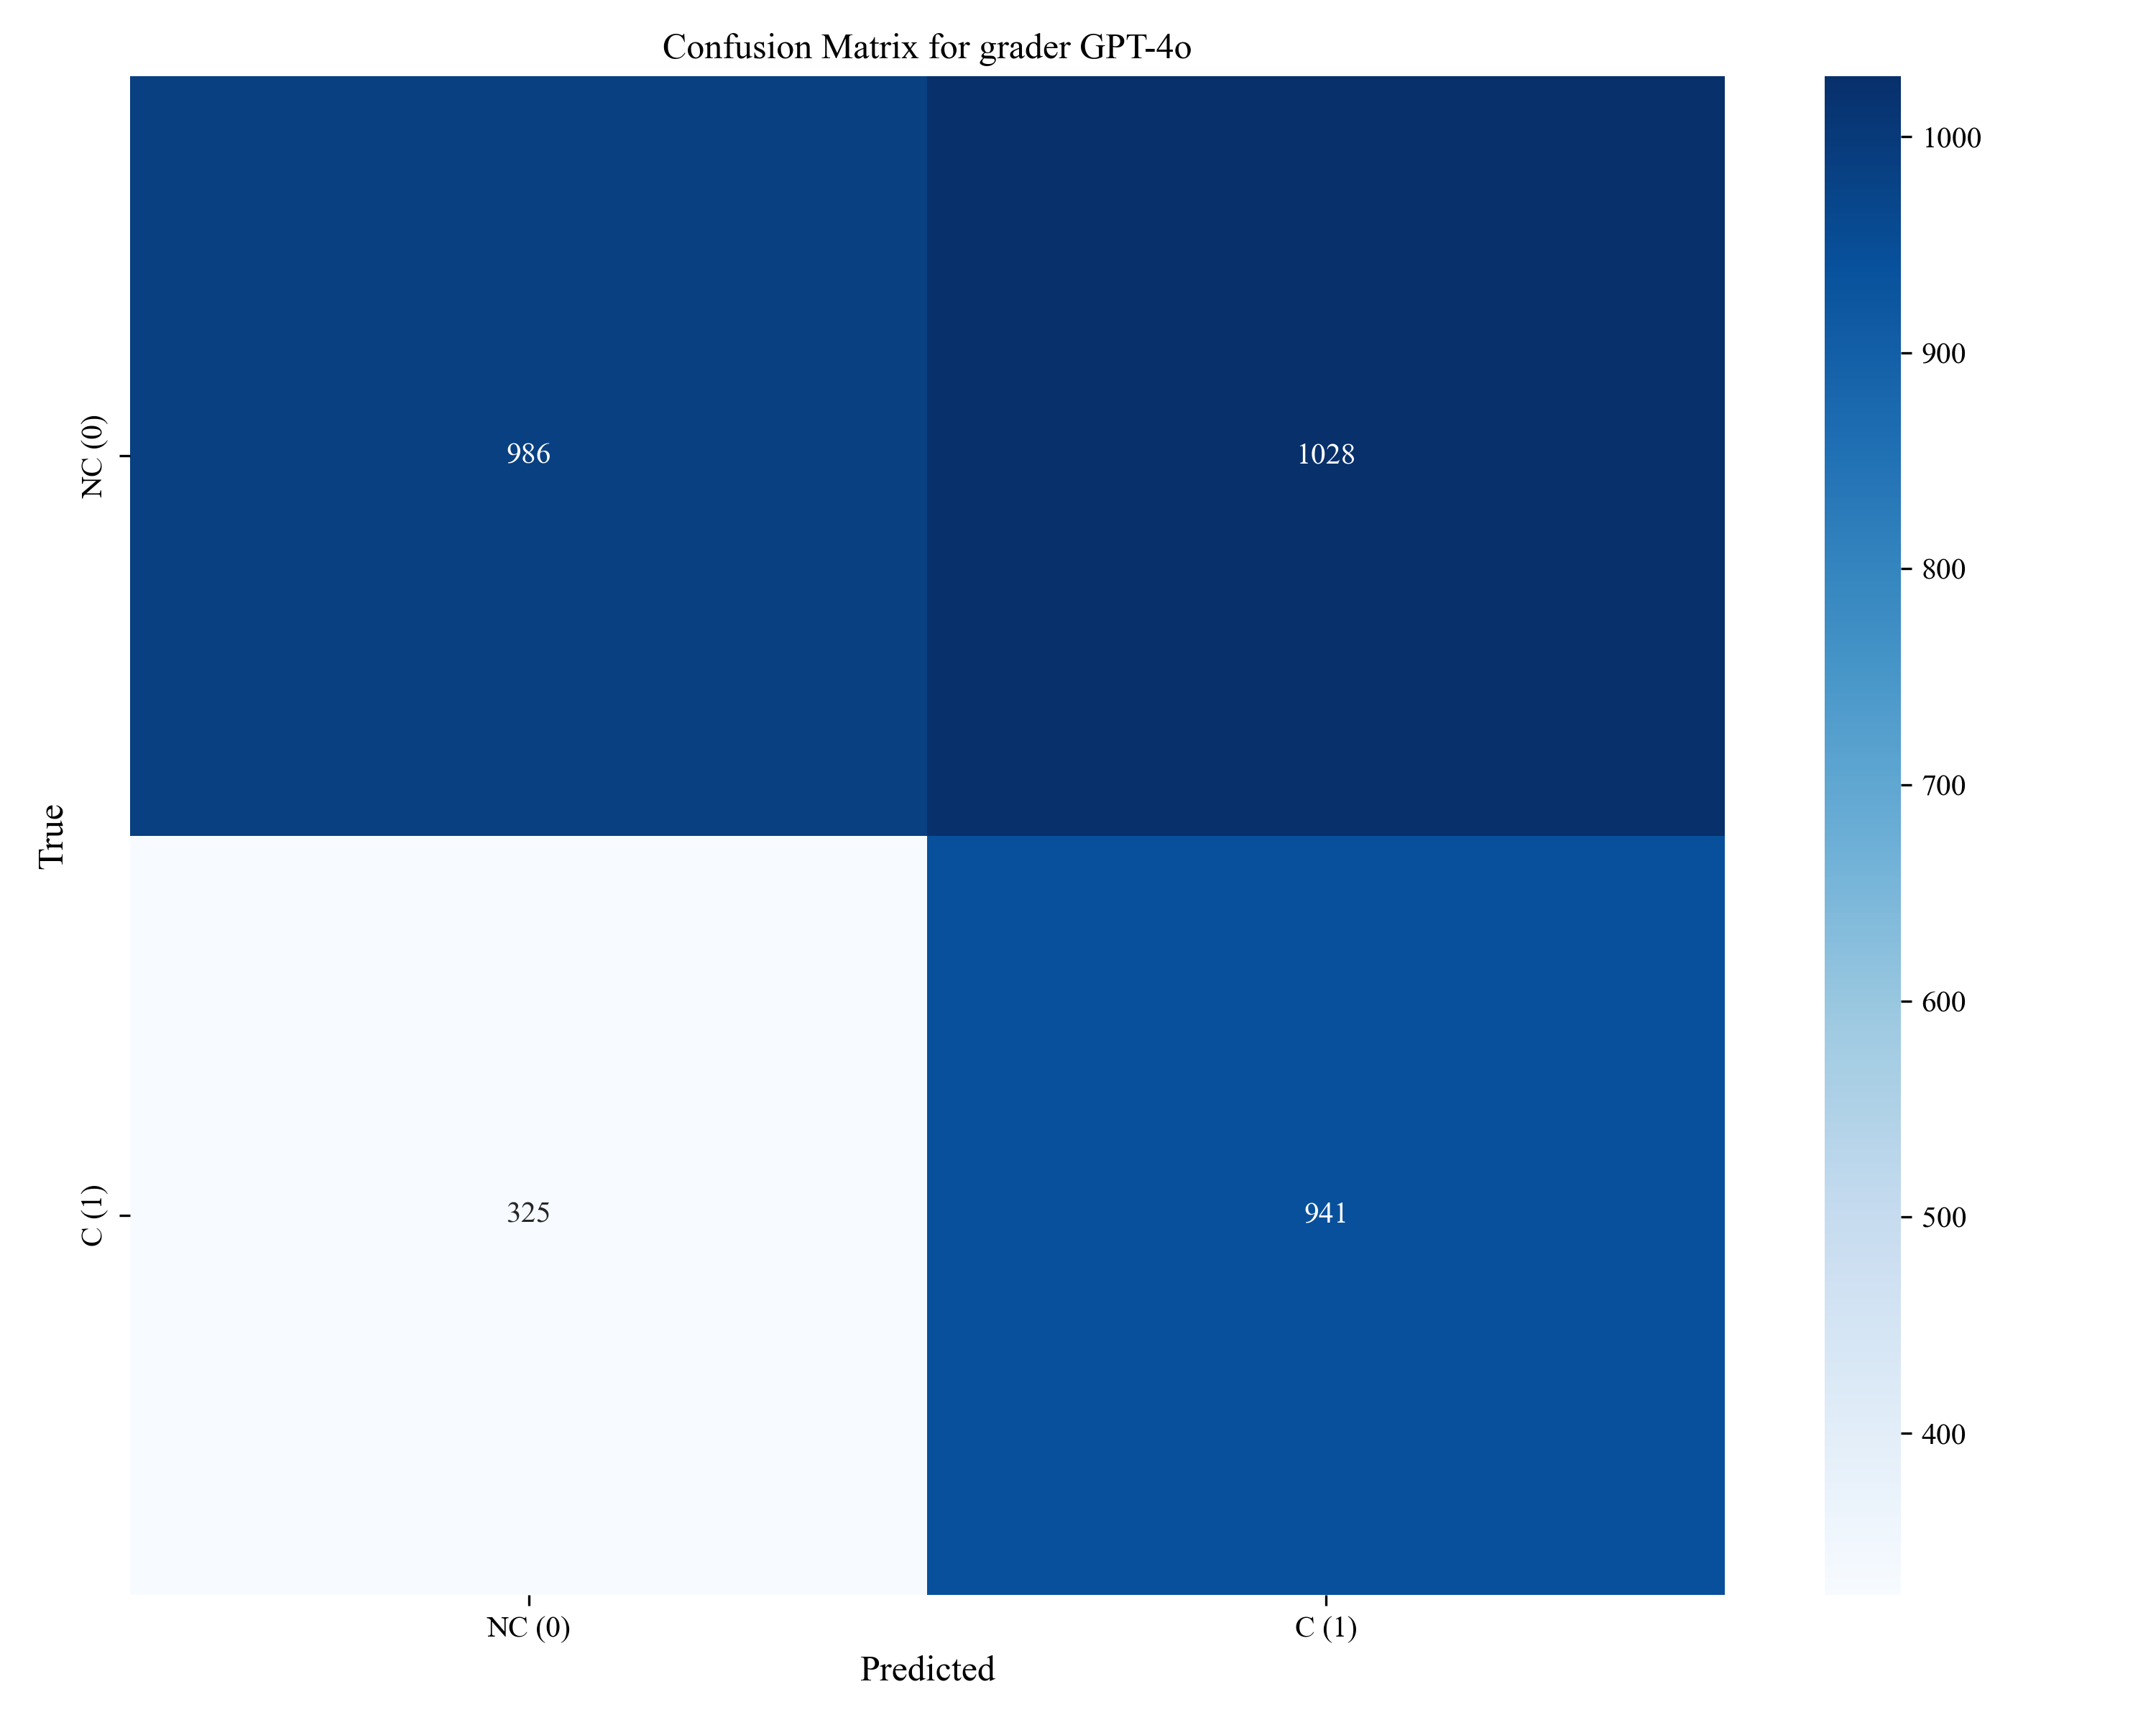 Confusion Matrix for grader GPT-4o
1000
900
800
700
600
500
400
True
NC (0)
986
1028
C (1)
325
941
NC (0)
C (1)
Predicted